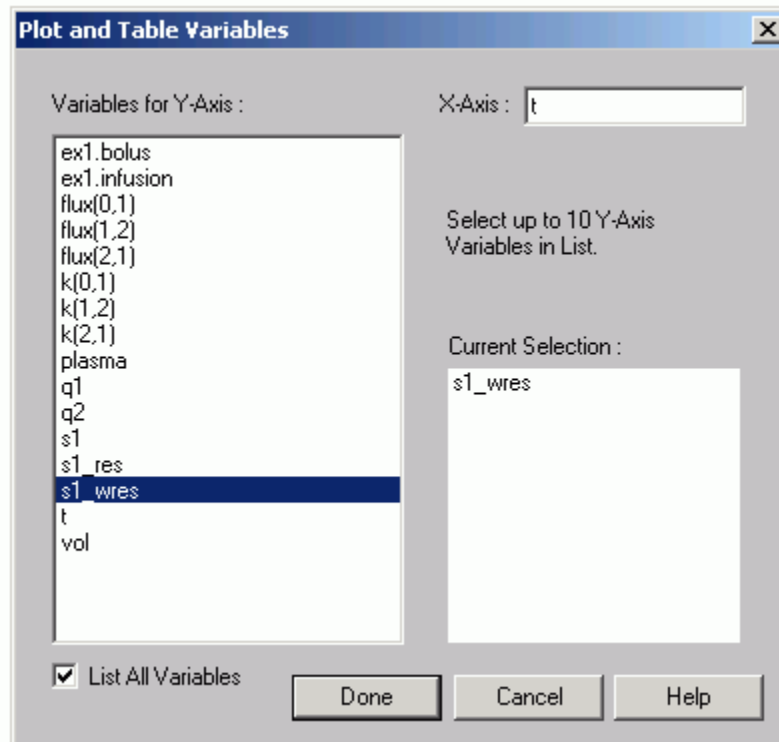 Plot and Table Variables
Variables for Y-Axis :
X-Axis : t
ex1.bolus
ex1.infusion
flux(0,1)
flux(1,2)
flux(2,1)
k(0,1)
k(1,2)
k(2,1)
plasma
q1
q2
s1
s1_res
s1_wres
t
vol
Select up to 10 Y-Axis
Variables in List.
Current Selection :
s1_wres
List All Variables
Done
Cancel
Help